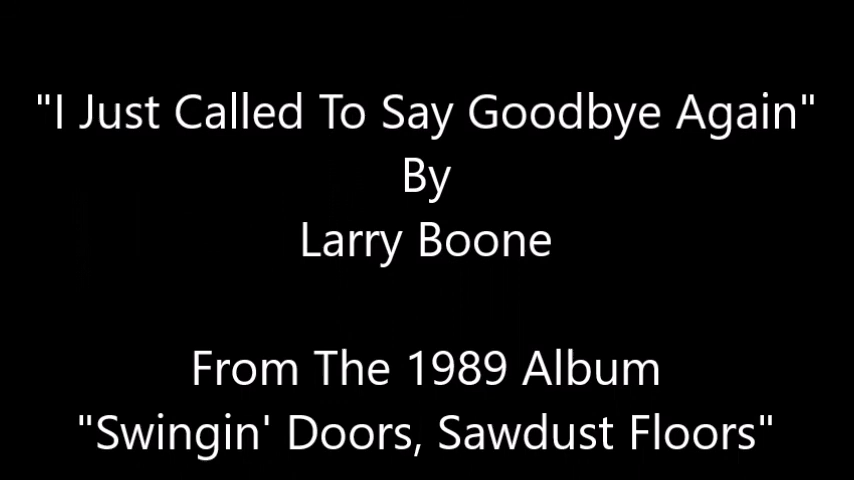 "I Just Called To Say Goodbye Again"
By
Larry Boone
From The 1989 Album
"Swingin' Doors, Sawdust Floors"